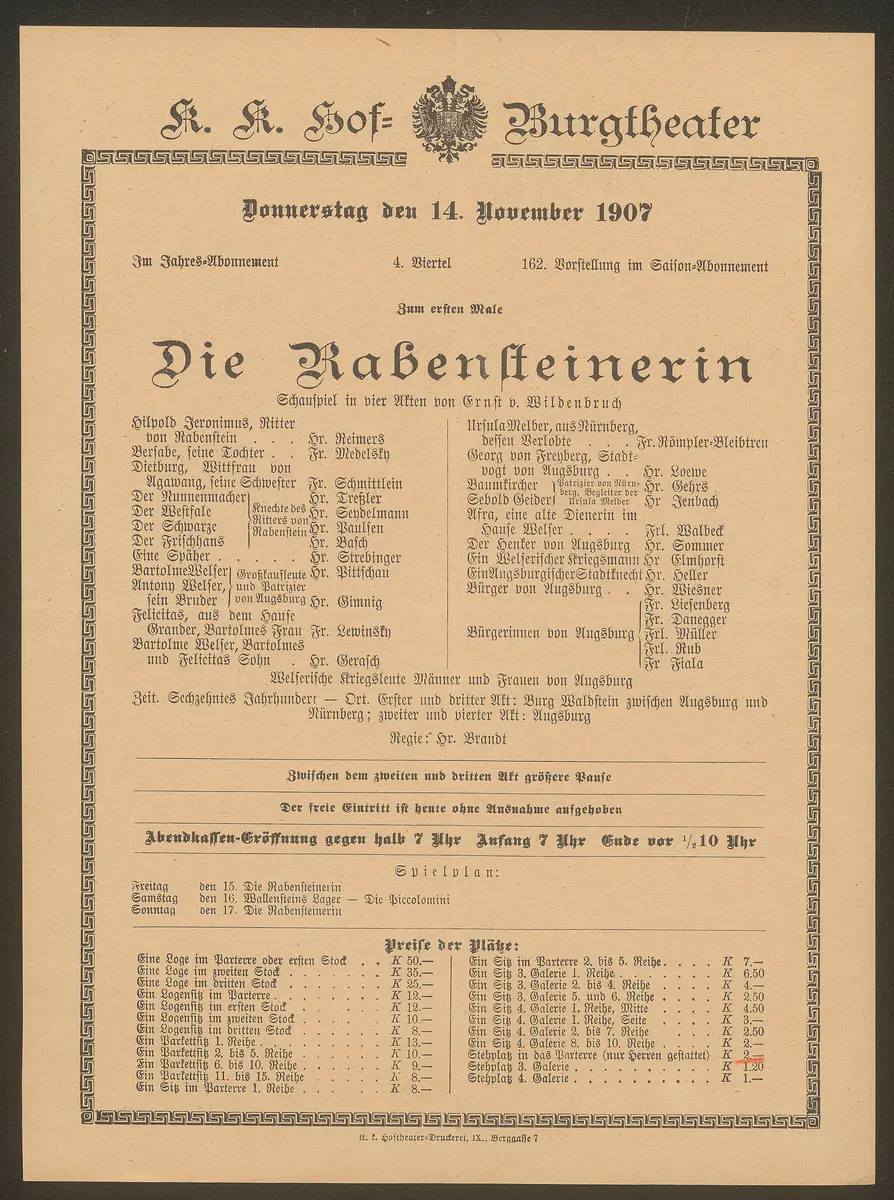 K. K. Hof-Burgtheater
Donnerstag den 14. November 1907
Im Jahres-Abonnement 4. Viertel 162. Vorstellung im Saison-Abonnement
Zum ersten Male
Die Rabensteinerin
Schauspiel in vier Akten von Ernst v. Wildenbruch
Hilpold Jeronimus, Ritter
von Rabenstein . . . Hr. Reimers
Bersabe, seine Tochter . . Fr. Medelsky
Dietburg, Wittfrau von
Agawang, seine Schwester Fr. Schmittlein
Der Nunnenmacher Hr. Treßler
Der Westfale Hr. Seydelmann
Der Schwarze Hr. Paulsen
Der Frischhans Hr. Basch
Knechte des
Ritters von
Rabenstein
Eine Späher . . . . . Hr. Strebinger
Bartolme Welser Hr. Pittschau
Antony Welser,
sein Bruder Hr. Gimnig
Großkaufleute
und Patrizier
von Augsburg
Felicitas, aus dem Hause
Grander, Bartolmes Frau Fr. Lewinsky
Bartolme Welser, Bartolmes
und Felicitas Sohn . Hr. Gerasch
Ursula Melber, aus Nürnberg,
dessen Verlobte . . . Fr. Römpler-Bleibtreu
Georg von Freyberg, Stadt-
vogt von Augsburg . . Hr. Loewe
Baumkircher Hr. Gehrs
Sebold Geider Hr Jenbach
Patrizier von Nürn-
berg, Begleiter der
Ursula Melber
Afra, eine alte Dienerin im
Hause Welser . . . . Frl. Walbeck
Der Henker von Augsburg Hr. Sommer
Ein Welserischer Kriegsmann Hr Elmhorst
Ein Augsburgischer Stadtknecht Hr. Heller
Bürger von Augsburg . . Hr. Wiesner
Bürgerinnen von Augsburg
Fr. Liesenberg
Fr. Danegger
Frl. Müller
Frl. Rub
Fr Fiala
Welserische Kriegsleute Männer und Frauen von Augsburg
Zeit. Sechzehntes Jahrhundert — Ort. Erster und dritter Akt: Burg Waldstein zwischen Augsburg und
Nürnberg; zweiter und vierter Akt: Augsburg
Regie: Hr. Brandt
Zwischen dem zweiten und dritten Akt größere Pause
Der freie Eintritt ist heute ohne Ausnahme aufgehoben
Abendkassen-Eröffnung gegen halb 7 Uhr Anfang 7 Uhr Ende vor 1/2 10 Uhr
Spielplan:
Freitag den 15. Die Rabensteinerin
Samstag den 16. Wallensteins Lager — Die Piccolomini
Sonntag den 17. Die Rabensteinerin
Preise der Plätze:
Eine Loge im Parterre oder ersten Stock . . K 50.—
Eine Loge im zweiten Stock . . . . . . . K 35.—
Eine Loge im dritten Stock . . . . . . . K 25.—
Ein Logensitz im Parterre . . . . . . . . K 12.—
Ein Logensitz im ersten Stock . . . . . . K 12.—
Ein Logensitz im zweiten Stock . . . . . K 10 —
Ein Logensitz im dritten Stock . . . . . K 8.—
Ein Parkettsitz 1. Reihe . . . . . . . . K 13.—
Ein Parkettsitz 2. bis 5. Reihe . . . . . K 10.—
Ein Parkettsitz 6. bis 10. Reihe . . . . . K 9.—
Ein Parkettsitz 11. bis 15. Reihe . . . . K 8.—
Ein Sitz im Parterre 1. Reihe . . . . . . K 8.—
Ein Sitz im Parterre 2. bis 5. Reihe . . . . K 7.—
Ein Sitz 3. Galerie 1. Reihe . . . . . . . K 6.50
Ein Sitz 3. Galerie 2. bis 4. Reihe . . . . K 4.—
Ein Sitz 3. Galerie 5. und 6. Reihe . . . . K 2.50
Ein Sitz 4. Galerie 1. Reihe, Mitte . . . . K 4.50
Ein Sitz 4. Galerie 1. Reihe, Seite . . . . K 3.—
Ein Sitz 4. Galerie 2. bis 7. Reihe . . . . K 2.50
Ein Sitz 4. Galerie 8. bis 10. Reihe . . . . K 2.—
Stehplatz in das Parterre (nur Herren gestattet) K 2.—
Stehplatz 3. Galerie . . . . . . . . . . K 1.20
Stehplatz 4. Galerie . . . . . . . . . . K 1.—
K. k. Hoftheater-Druckerei, IX., Berggasse 7